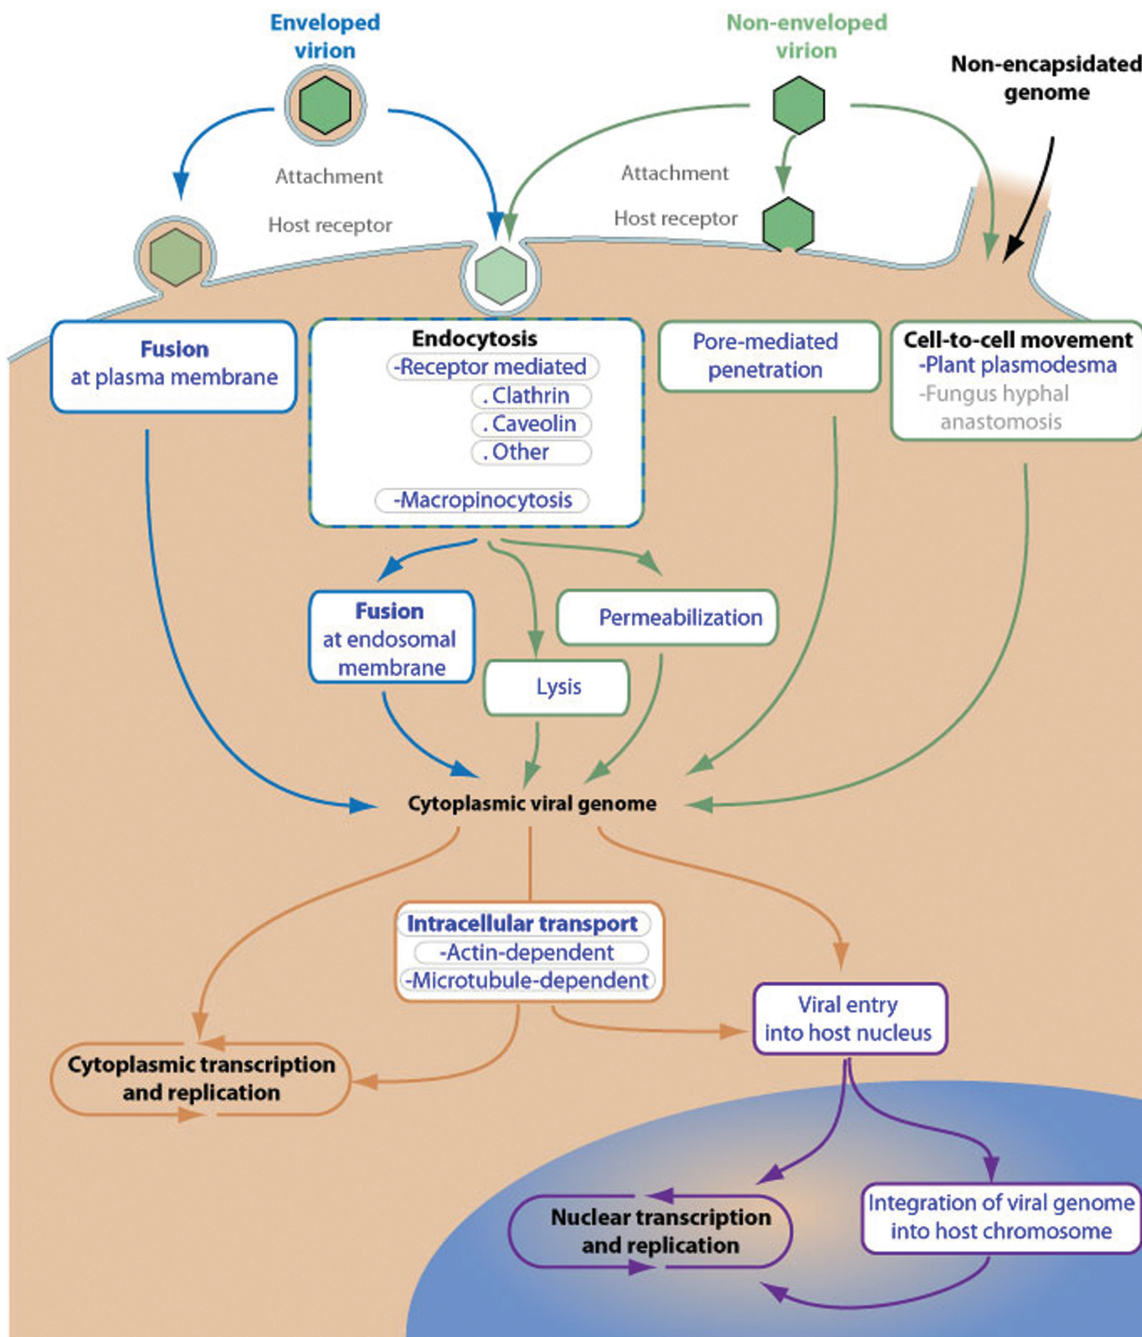 Enveloped
virion
Non-enveloped
virion
Non-encapsidated
genome
Attachment
Host receptor
Attachment
Host receptor
Fusion
at plasma membrane
Endocytosis
-Receptor mediated
. Clathrin
. Caveolin
. Other
-Macropinocytosis
Pore-mediated
penetration
Cell-to-cell movement
-Plant plasmodesma
-Fungus hyphal
anastomosis
Fusion
at endosomal
membrane
Lysis
Permeabilization
Cytoplasmic viral genome
Intracellular transport
-Actin-dependent
-Microtubule-dependent
Viral entry
into host nucleus
Cytoplasmic transcription
and replication
Nuclear transcription
and replication
Integration of viral genome
into host chromosome